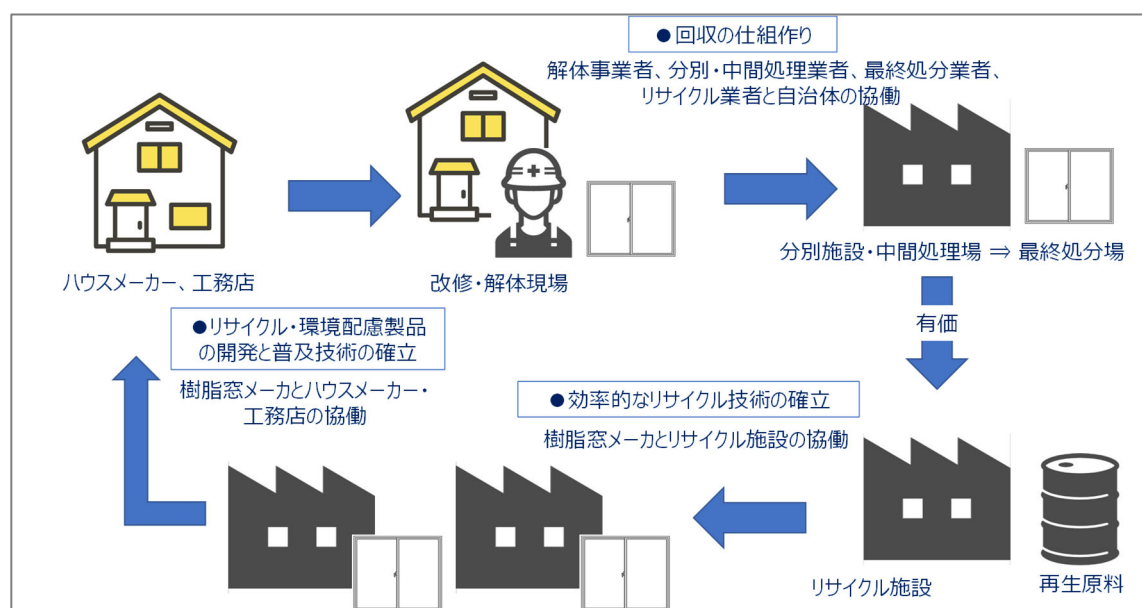 ●回収の仕組作り
解体事業者、分別・中間処理業者、最終処分業者、
リサイクル業者と自治体の協働
ハウスメーカー、工務店
改修・解体現場
分別施設・中間処理場 ⇒ 最終処分場
有価
●リサイクル・環境配慮製品
の開発と普及技術の確立
樹脂窓メーカとハウスメーカー・
工務店の協働
●効率的なリサイクル技術の確立
樹脂窓メーカとリサイクル施設の協働
リサイクル施設
再生原料